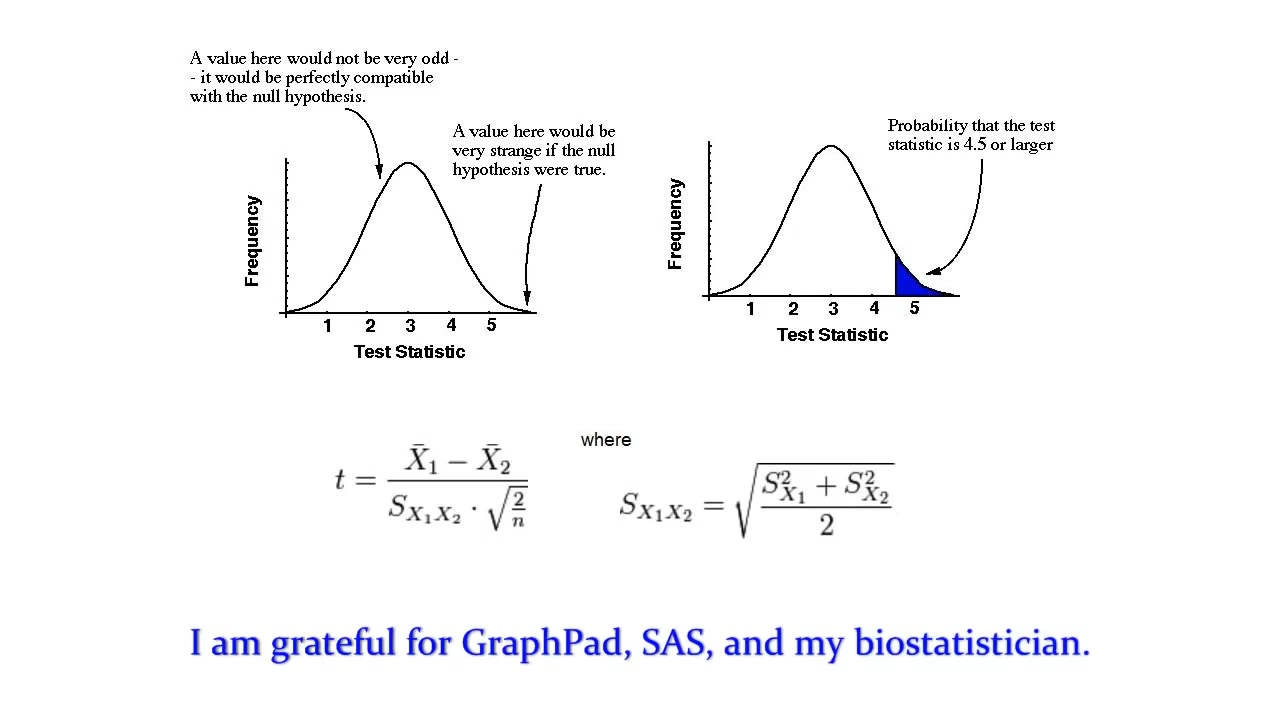 A value here would not be very odd -
- it would be perfectly compatible
with the null hypothesis.
A value here would be
very strange if the null
hypothesis were true.
Frequency
1 2 3 4 5
Test Statistic
Probability that the test
statistic is 4.5 or larger
Frequency
1 2 3 4 5
Test Statistic
t = (X̄₁ − X̄₂) / (S_{X₁X₂} · √(2/n))
where
S_{X₁X₂} = √((S²_{X₁} + S²_{X₂}) / 2)
I am grateful for GraphPad, SAS, and my biostatistician.